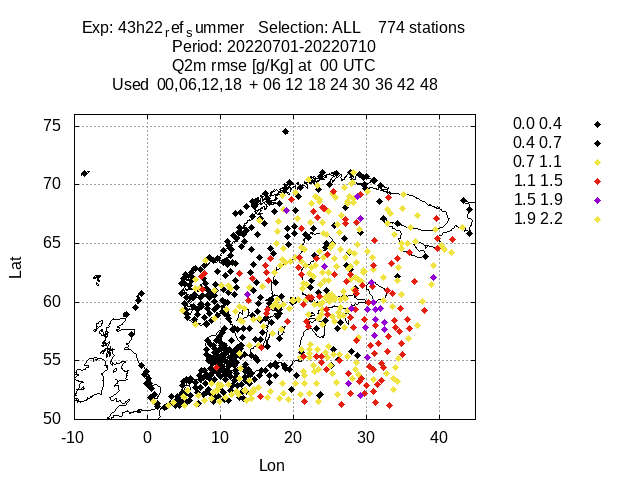 Exp: 43h22ref summer   Selection: ALL    774 stations
Period: 20220701-20220710
Q2m rmse [g/Kg] at  00 UTC
Used  00,06,12,18  + 06 12 18 24 30 36 42 48
0.0 0.4
0.4 0.7
0.7 1.1
1.1 1.5
1.5 1.9
1.9 2.2
75
70
65
60
55
50
Lat
-10 0 10 20 30 40
Lon